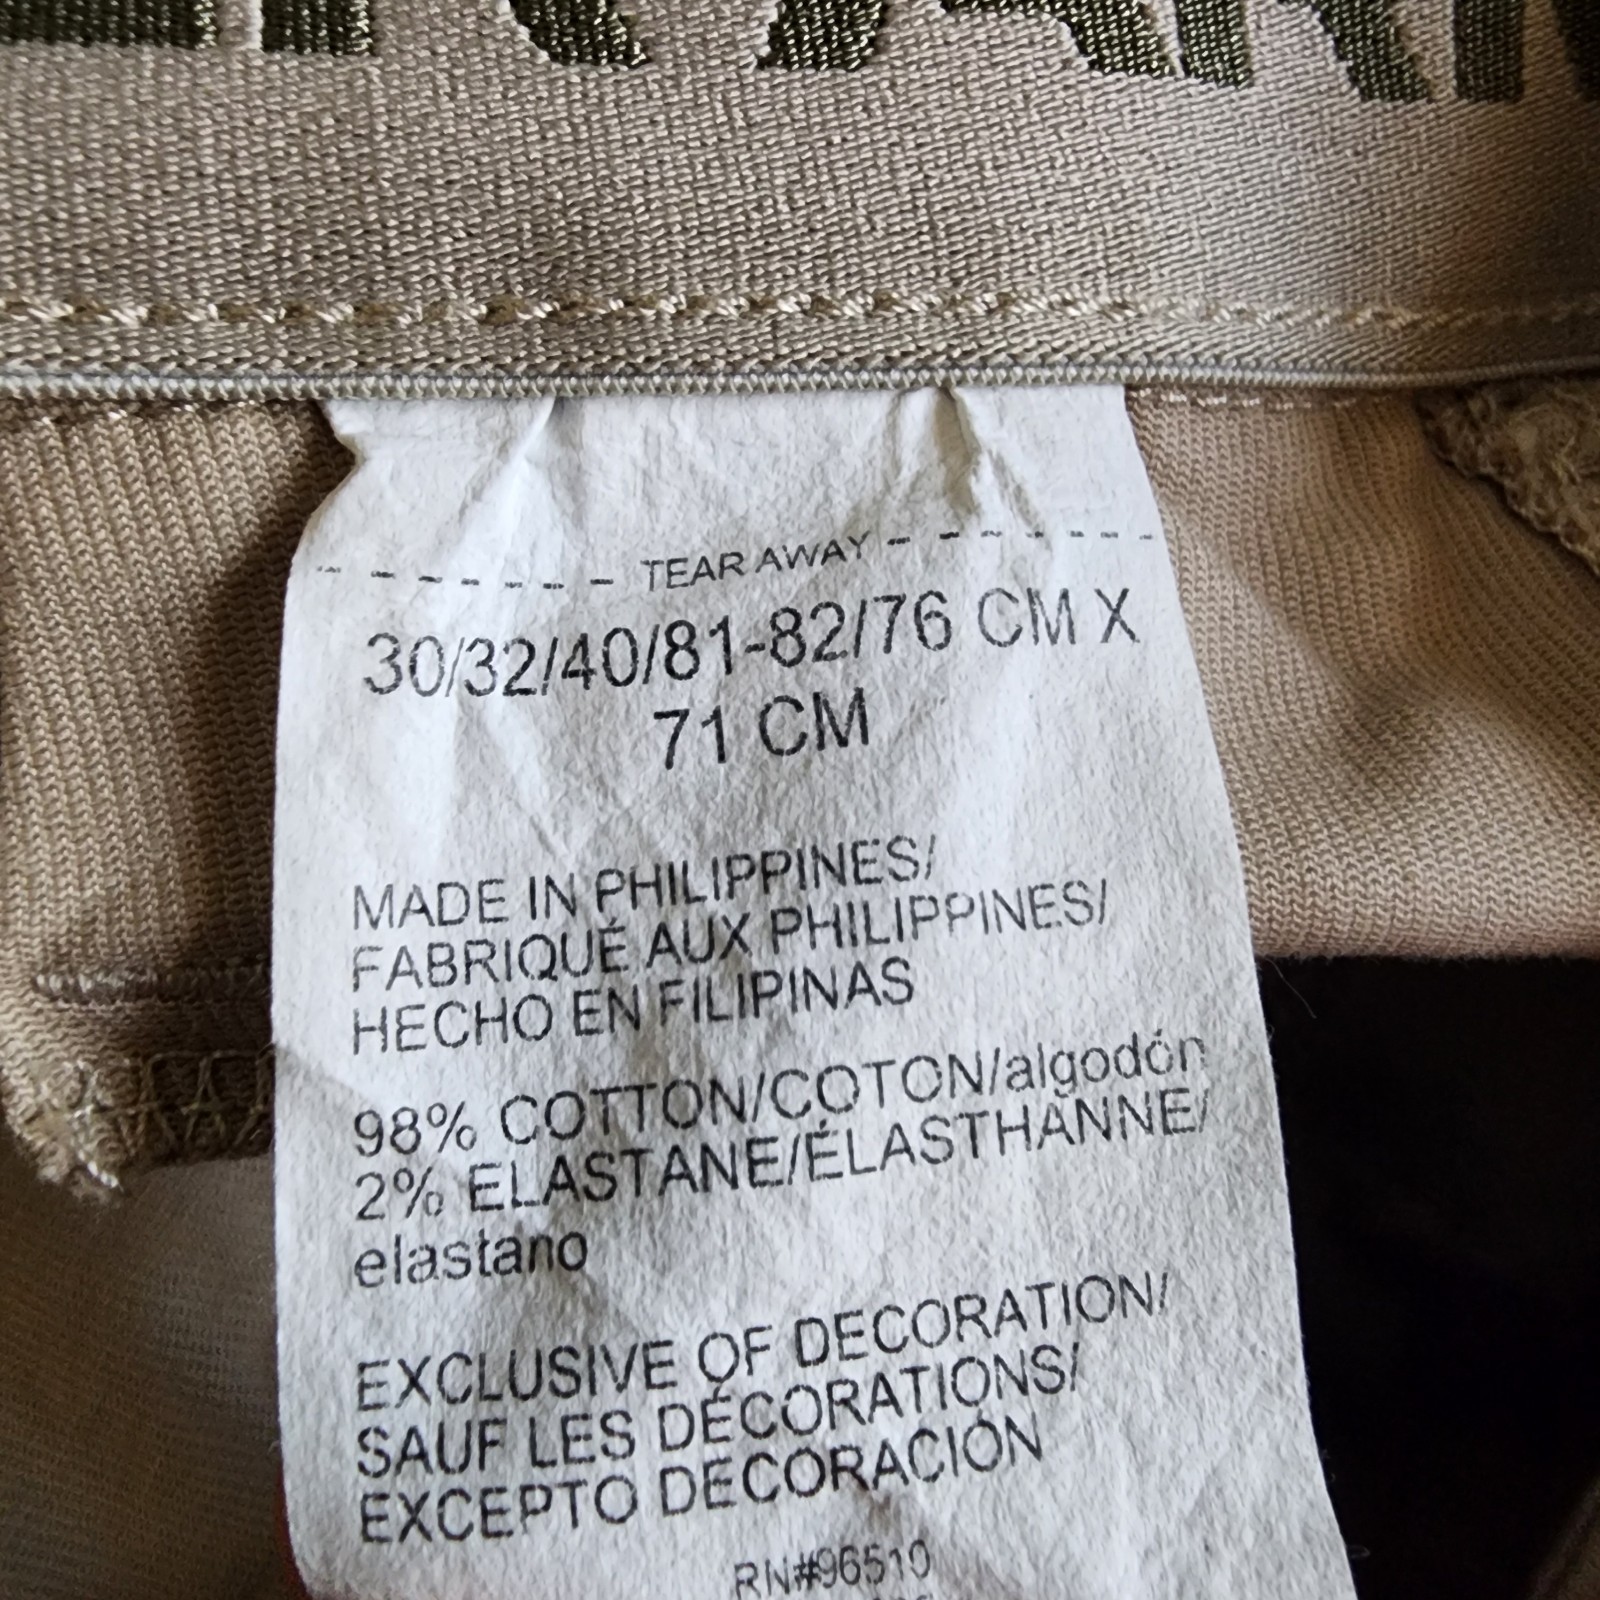 TEAR AWAY
30/32/40/81-82/76 CM X
71 CM
MADE IN PHILIPPINES/
FABRIQUÉ AUX PHILIPPINES/
HECHO EN FILIPINAS
98% COTTON/COTON/algodón
2% ELASTANE/ÉLASTHANNE/
elastano
EXCLUSIVE OF DECORATION/
SAUF LES DÉCORATIONS/
EXCEPTO DECORACIÓN
RN#96510